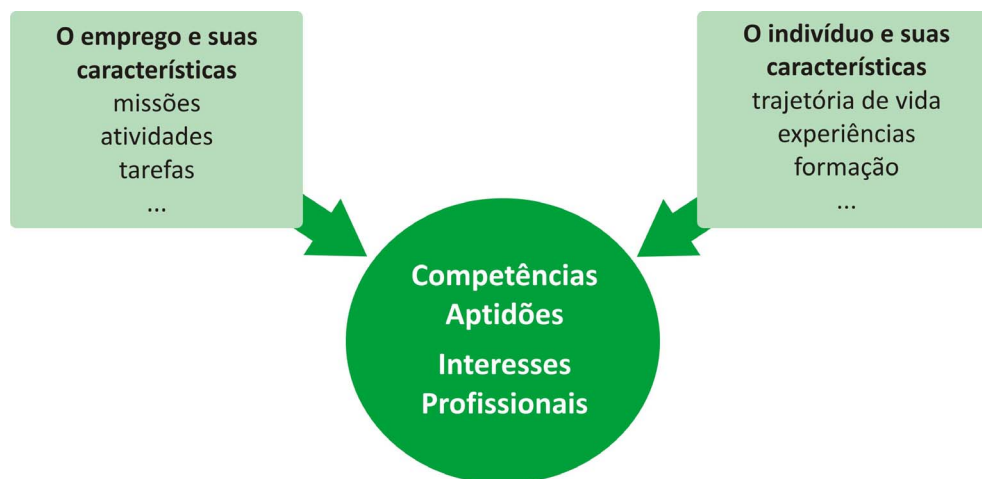 O emprego e suas
características
missões
atividades
tarefas
...
O indivíduo e suas
características
trajetória de vida
experiências
formação
...
Competências
Aptidões
Interesses
Profissionais